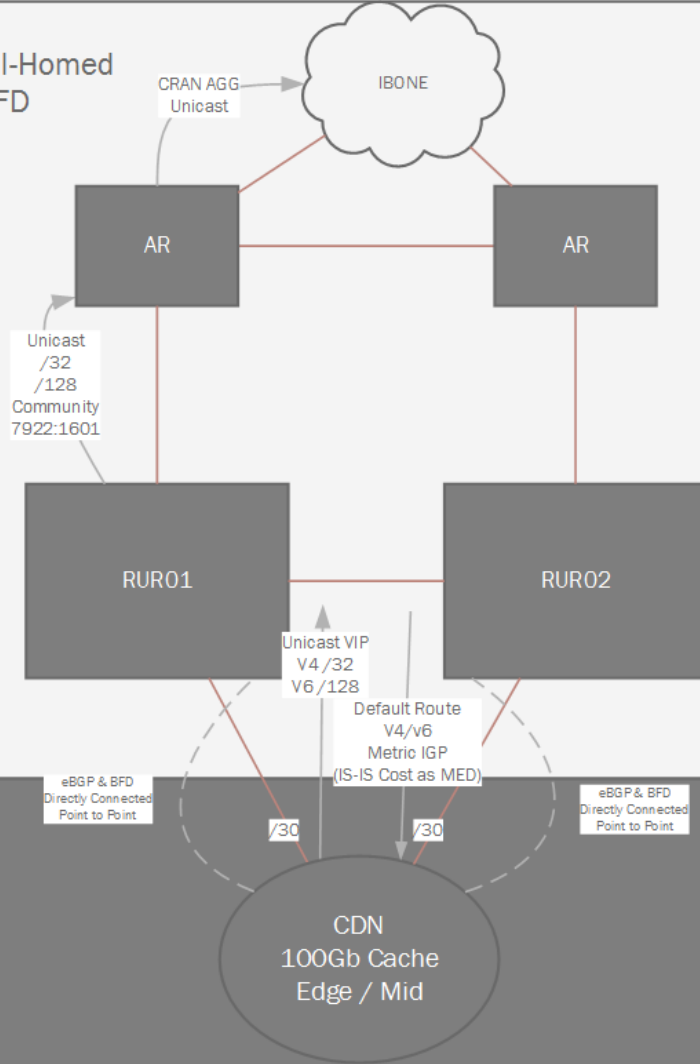 l-Homed
FD
CRAN AGG
Unicast
IBONE
AR
AR
Unicast
/32
/128
Community
7922:1601
RUR01
RUR02
Unicast VIP
V4 /32
V6 /128
Default Route
V4/v6
Metric IGP
(IS-IS Cost as MED)
eBGP & BFD
Directly Connected
Point to Point
eBGP & BFD
Directly Connected
Point to Point
/30
/30
CDN
100Gb Cache
Edge / Mid